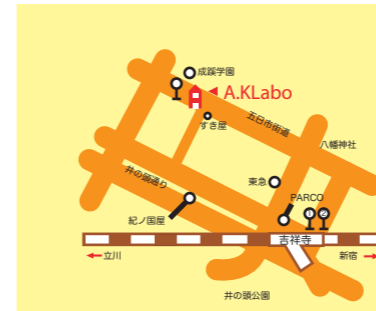 成蹊学園
A.KLabo
すき屋
五日市街道
八幡神社
井の頭通り
東急
PARCO
紀ノ国屋
1 2
吉祥寺
立川
新宿
井の頭公園